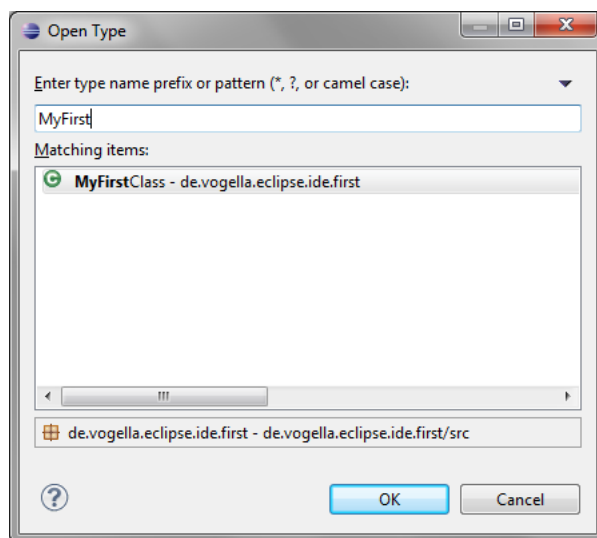 Open Type
Enter type name prefix or pattern (*, ?, or camel case):
MyFirst
Matching items:
MyFirstClass - de.vogella.eclipse.ide.first
de.vogella.eclipse.ide.first - de.vogella.eclipse.ide.first/src
OK Cancel